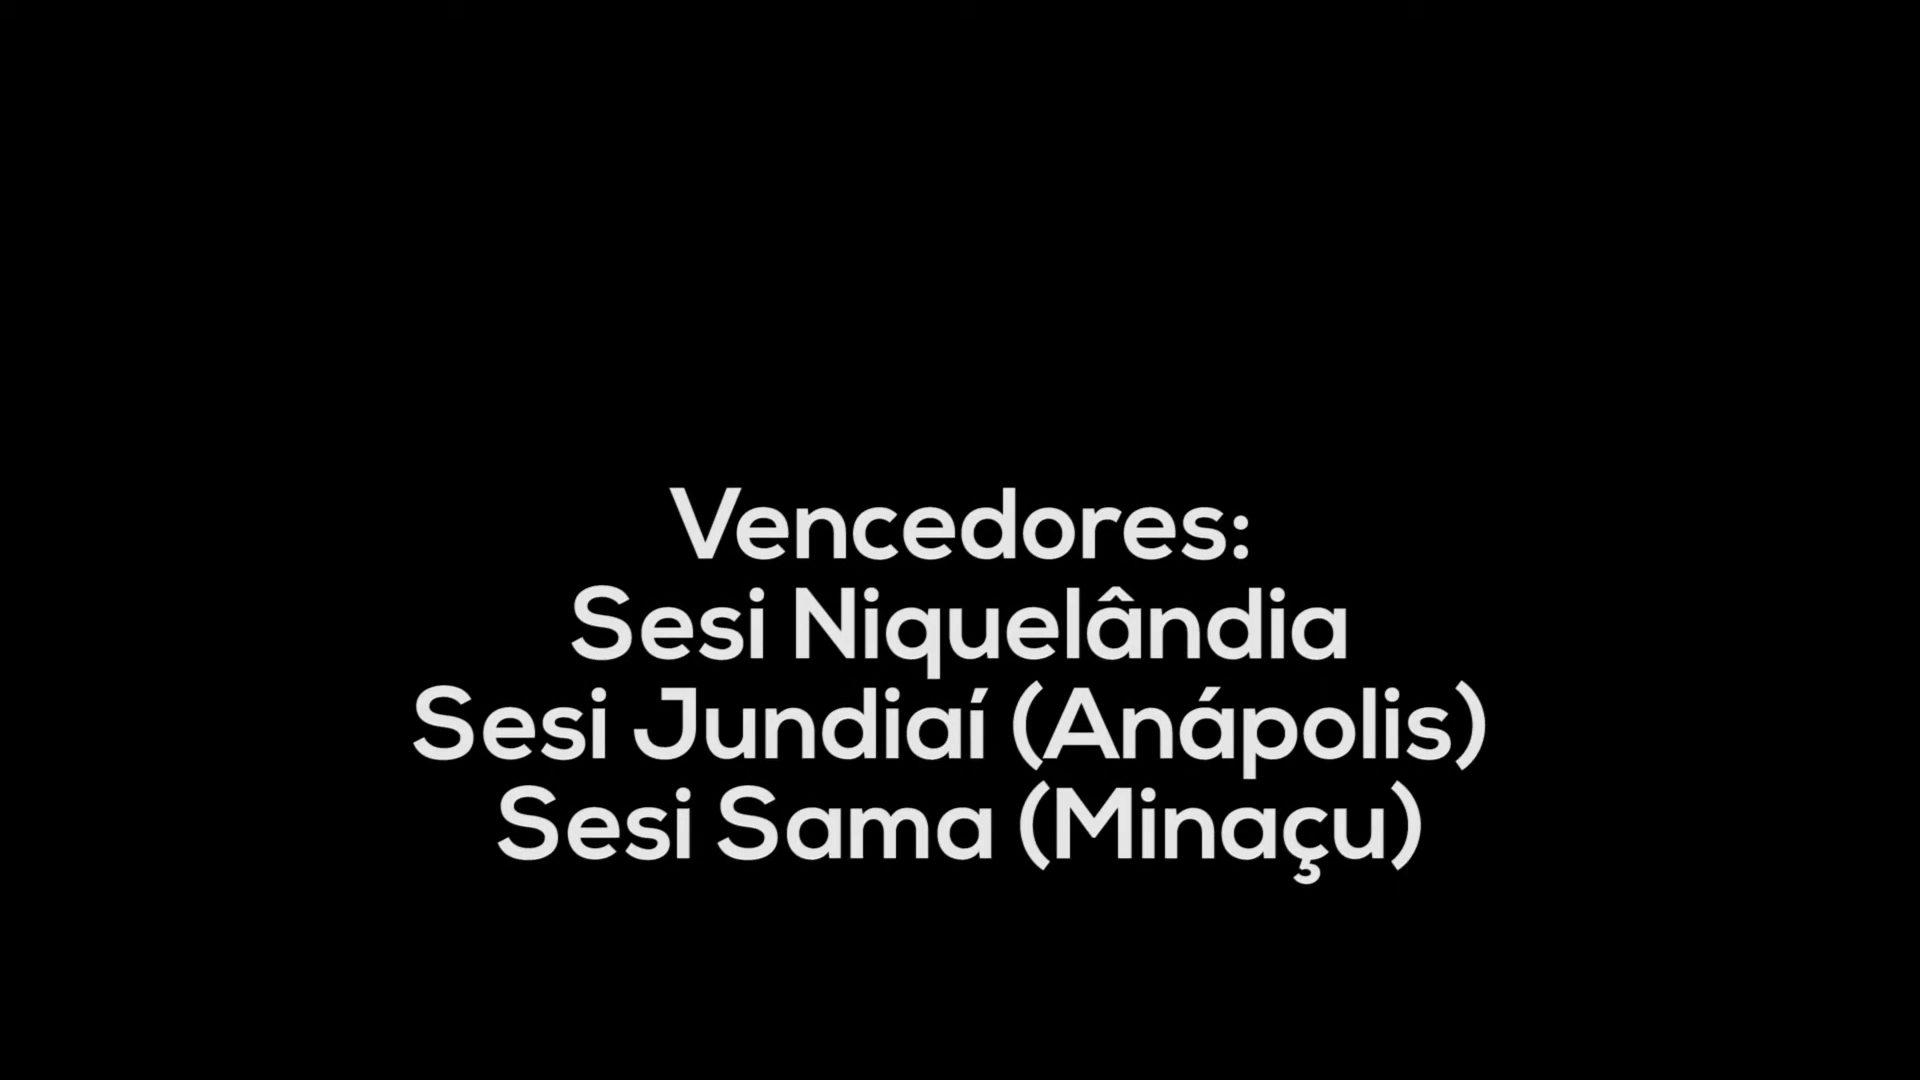 Vencedores:
Sesi Niquelândia
Sesi Jundiaí (Anápolis)
Sesi Sama (Minaçu)